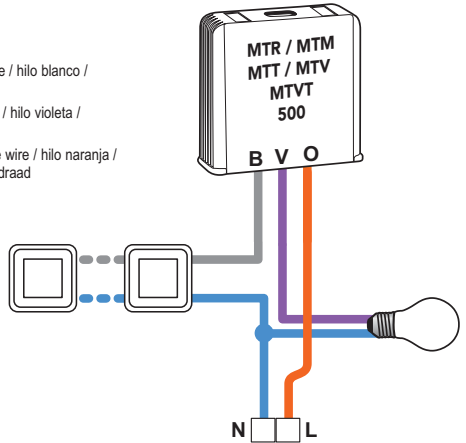 e / hilo blanco /
/ hilo violeta /
e wire / hilo naranja /
draad
MTR / MTM
MTT / MTV
MTVT
500
B V O
N L